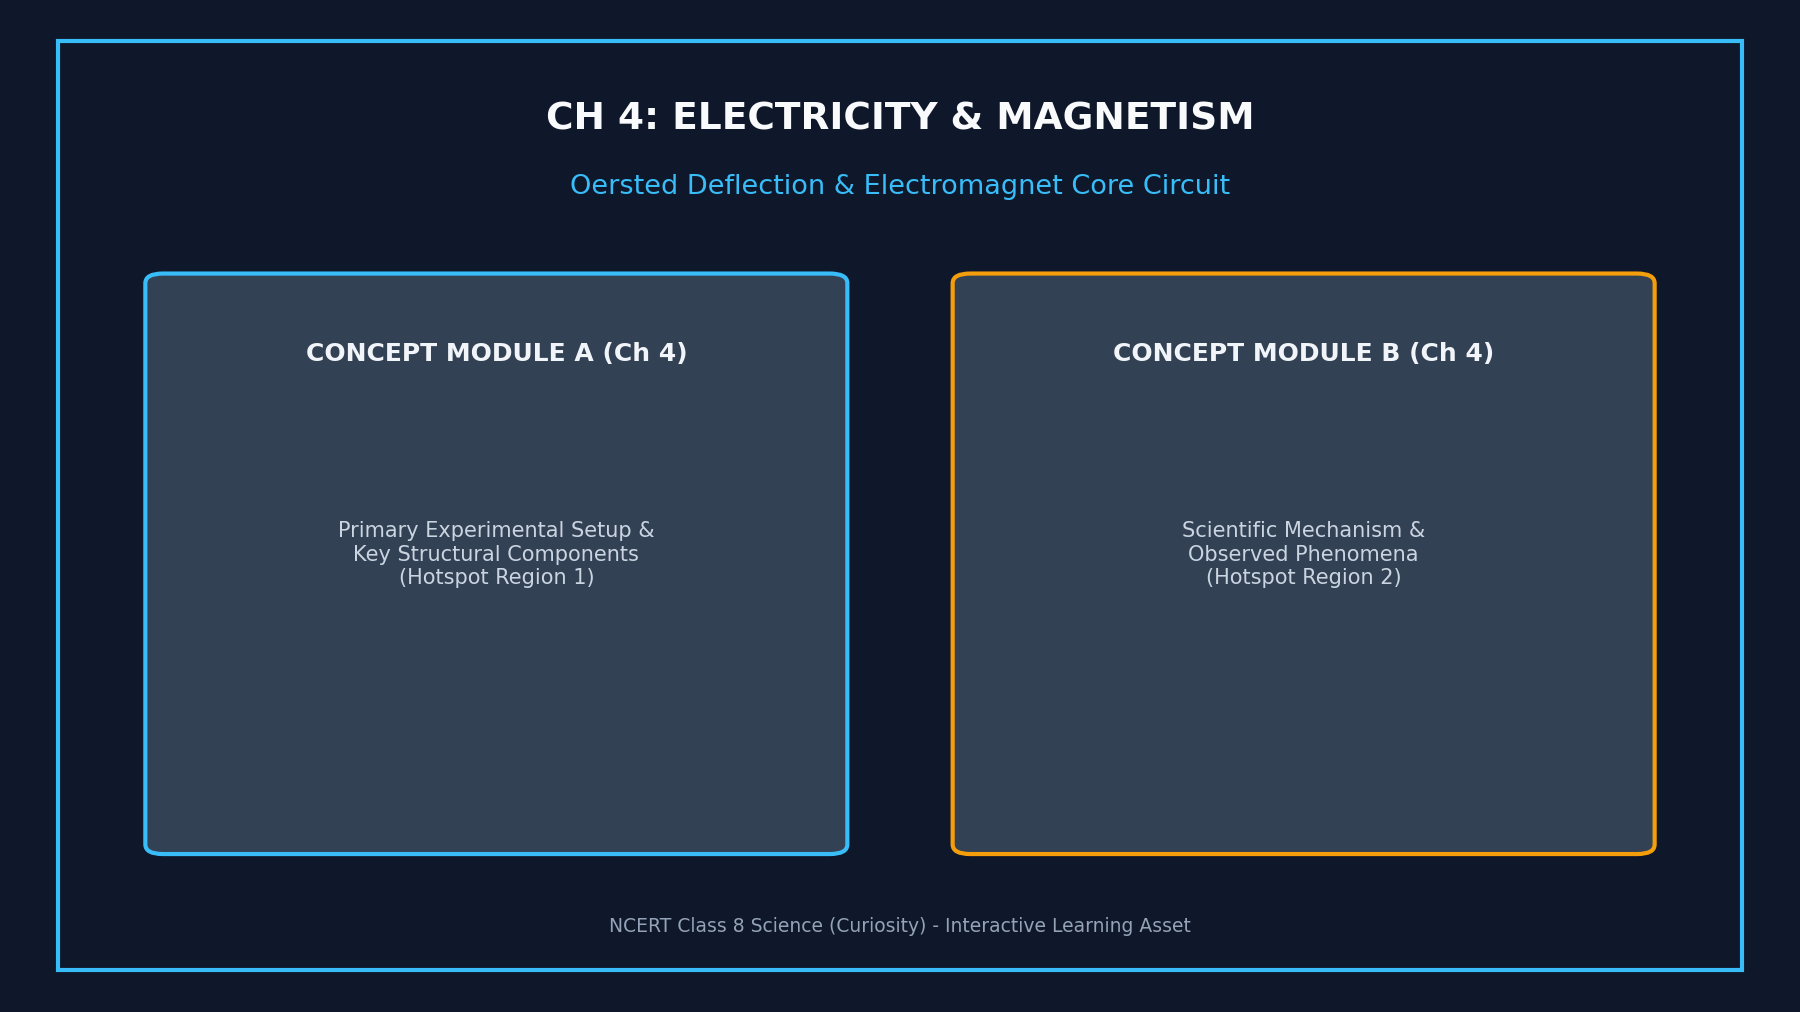 CH 4: ELECTRICITY & MAGNETISM
Oersted Deflection & Electromagnet Core Circuit
CONCEPT MODULE A (Ch 4)
Primary Experimental Setup &
Key Structural Components
(Hotspot Region 1)
CONCEPT MODULE B (Ch 4)
Scientific Mechanism &
Observed Phenomena
(Hotspot Region 2)
NCERT Class 8 Science (Curiosity) - Interactive Learning Asset